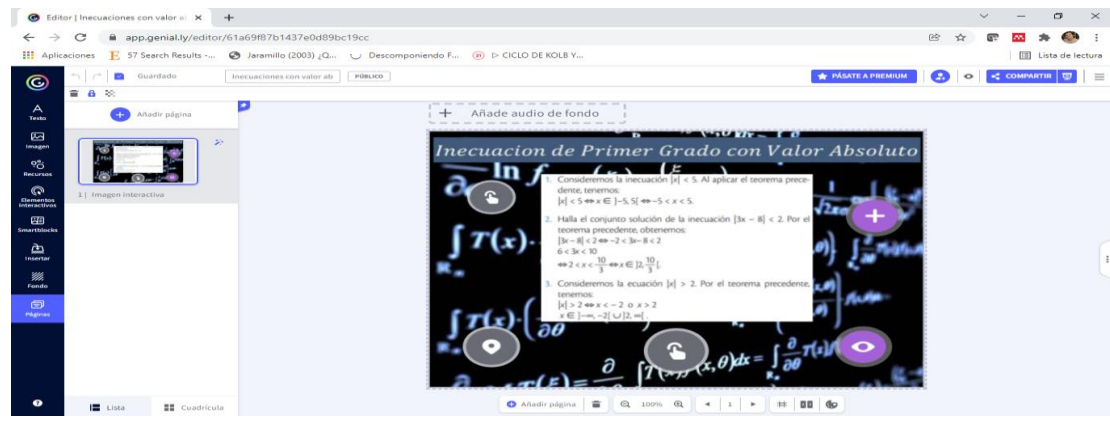 Editor | Inecuaciones con valor a
app.genial.ly/editor/61a69f87b1437e0d89bc19cc
Aplicaciones 57 Search Results -... Jaramillo (2003) ¿Q... Descomponiendo F... ▷ CICLO DE KOLB Y... Lista de lectura
Guardado Inecuaciones con valor ab PÚBLICO PÁSATE A PREMIUM COMPARTIR
Texto
Imagen
Recursos
Elementos interactivos
Smartblocks
Insertar
Fondo
Páginas
Añadir página
1 | Imagen interactiva
Lista Cuadrícula
+ Añade audio de fondo
Inecuacion de Primer Grado con Valor Absoluto
1. Consideremos la inecuación |x| < 5. Al aplicar el teorema prece-
dente, tenemos:
|x| < 5 ⇔ x ∈ ]–5, 5[ ⇔ –5 < x < 5.
2. Halla el conjunto solución de la inecuación |3x – 8| < 2. Por el
teorema precedente, obtenemos:
|3x – 8| < 2 ⇔ –2 < 3x – 8 < 2
6 < 3x < 10
⇔ 2 < x < 10/3 ⇔ x ∈ ]2, 10/3[.
3. Consideremos la ecuación |x| > 2. Por el teorema precedente,
tenemos:
|x| > 2 ⇔ x < – 2 o x > 2
x ∈ ]–∞, –2[ ∪ ]2, ∞[ .
Añadir página 100% 1